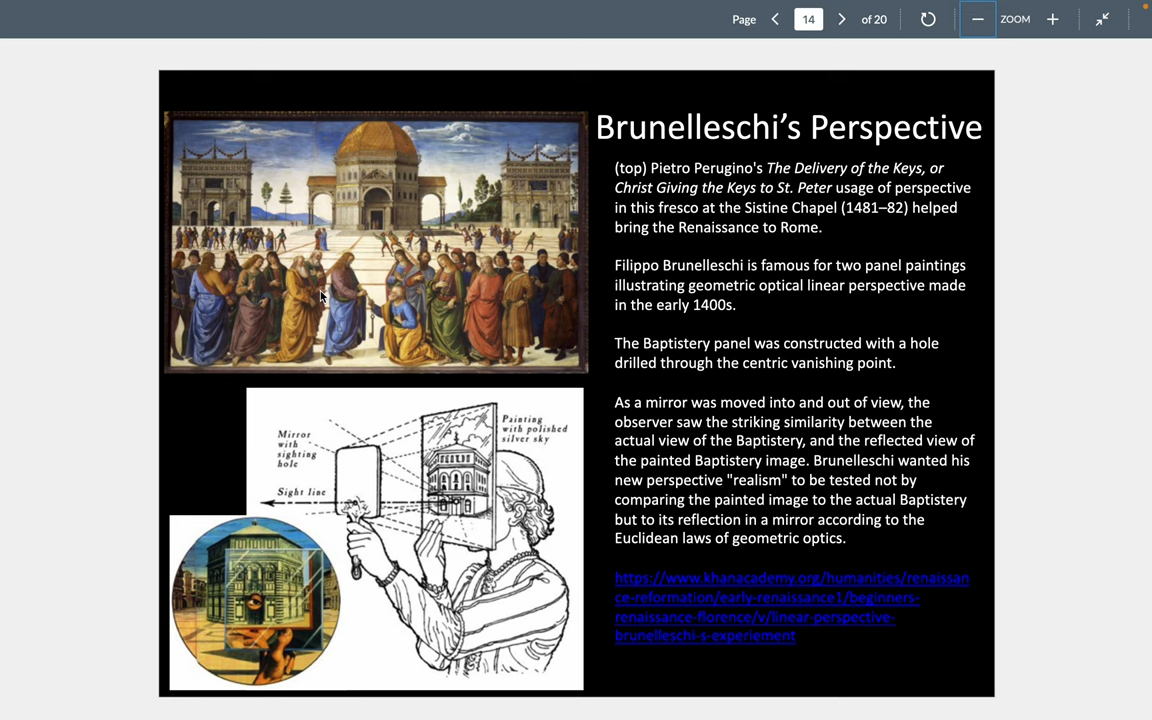 Page 14 of 20 ZOOM
Brunelleschi's Perspective
(top) Pietro Perugino's The Delivery of the Keys, or
Christ Giving the Keys to St. Peter usage of perspective
in this fresco at the Sistine Chapel (1481–82) helped
bring the Renaissance to Rome.
Filippo Brunelleschi is famous for two panel paintings
illustrating geometric optical linear perspective made
in the early 1400s.
The Baptistery panel was constructed with a hole
drilled through the centric vanishing point.
As a mirror was moved into and out of view, the
observer saw the striking similarity between the
actual view of the Baptistery, and the reflected view of
the painted Baptistery image. Brunelleschi wanted his
new perspective "realism" to be tested not by
comparing the painted image to the actual Baptistery
but to its reflection in a mirror according to the
Euclidean laws of geometric optics.
https://www.khanacademy.org/humanities/renaissan
ce-reformation/early-renaissance1/beginners-
renaissance-florence/v/linear-perspective-
brunelleschi-s-experiement
Mirror
with
sighting
hole
Sight line
Painting
with polished
silver sky